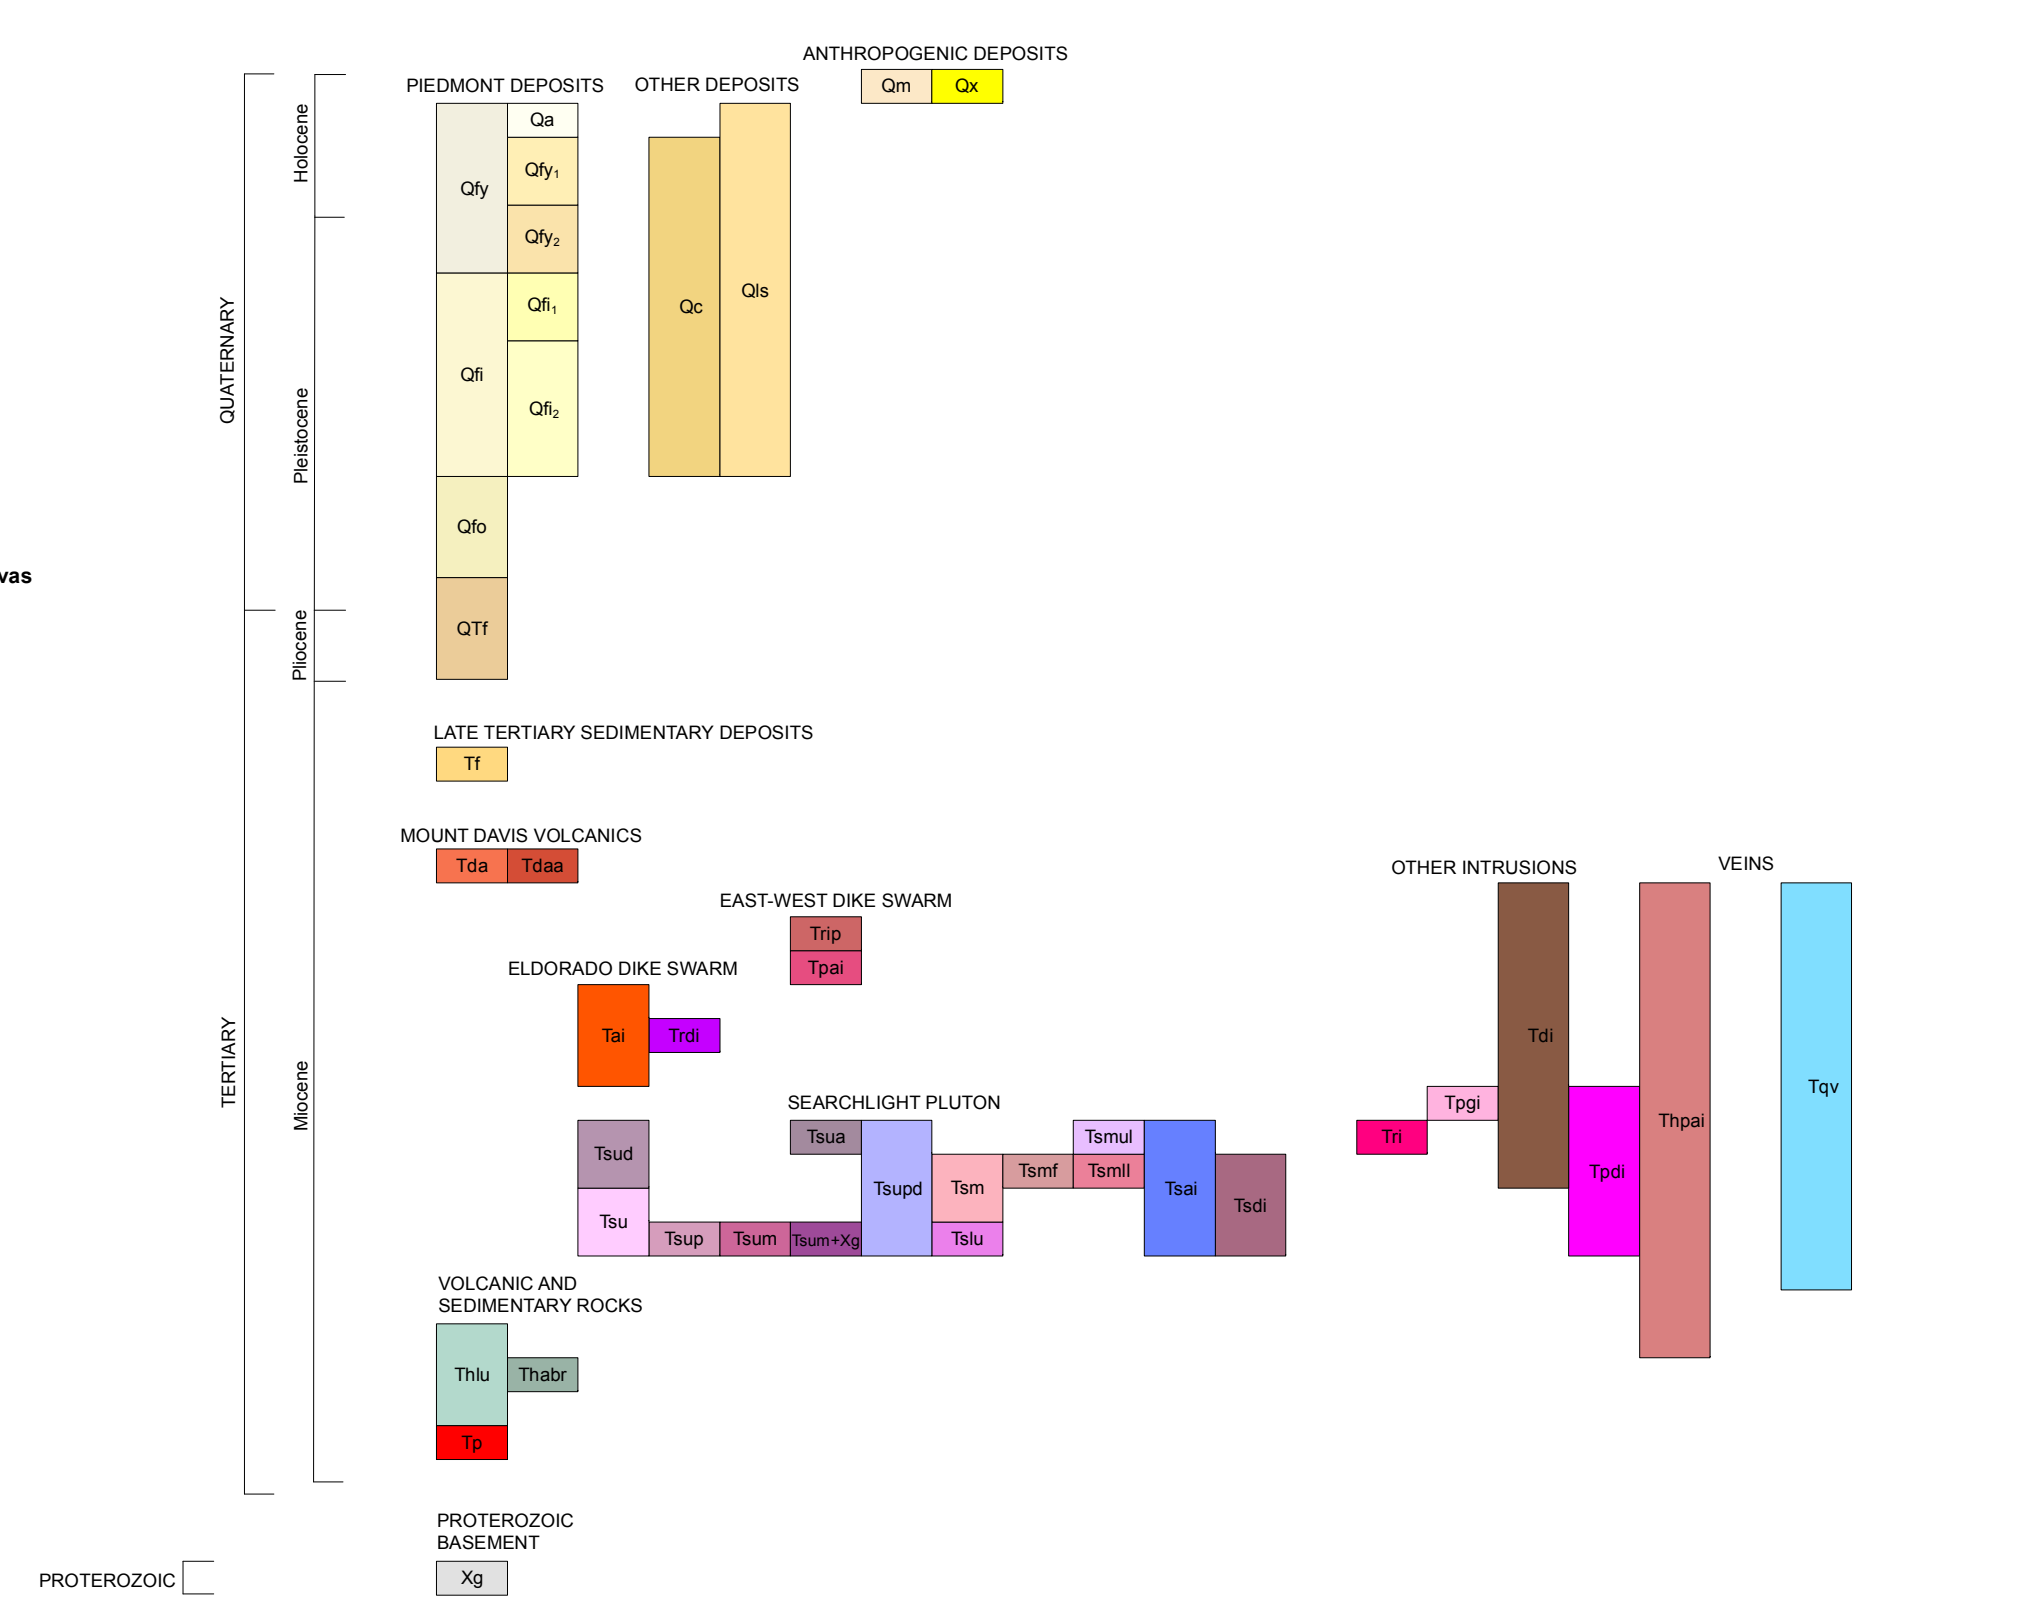 ANTHROPOGENIC DEPOSITS
Qm Qx
PIEDMONT DEPOSITS
OTHER DEPOSITS
QUATERNARY
Holocene
Pleistocene
Qfy
Qa
Qfy1
Qfy2
Qfi
Qfi1
Qfi2
Qc
Qls
Qfo
vas
Pliocene
QTf
LATE TERTIARY SEDIMENTARY DEPOSITS
Tf
MOUNT DAVIS VOLCANICS
Tda Tdaa
EAST-WEST DIKE SWARM
Trip
Tpai
ELDORADO DIKE SWARM
Tai Trdi
TERTIARY
Miocene
SEARCHLIGHT PLUTON
Tsud
Tsu
Tsup
Tsum
Tsum+Xg
Tsua
Tsupd
Tsm
Tslu
Tsmf
Tsmul
Tsmll
Tsai
Tsdi
OTHER INTRUSIONS
Tri
Tpgi
Tdi
Tpdi
Thpai
VEINS
Tqv
VOLCANIC AND
SEDIMENTARY ROCKS
Thlu Thabr
Tp
PROTEROZOIC
BASEMENT
PROTEROZOIC
Xg